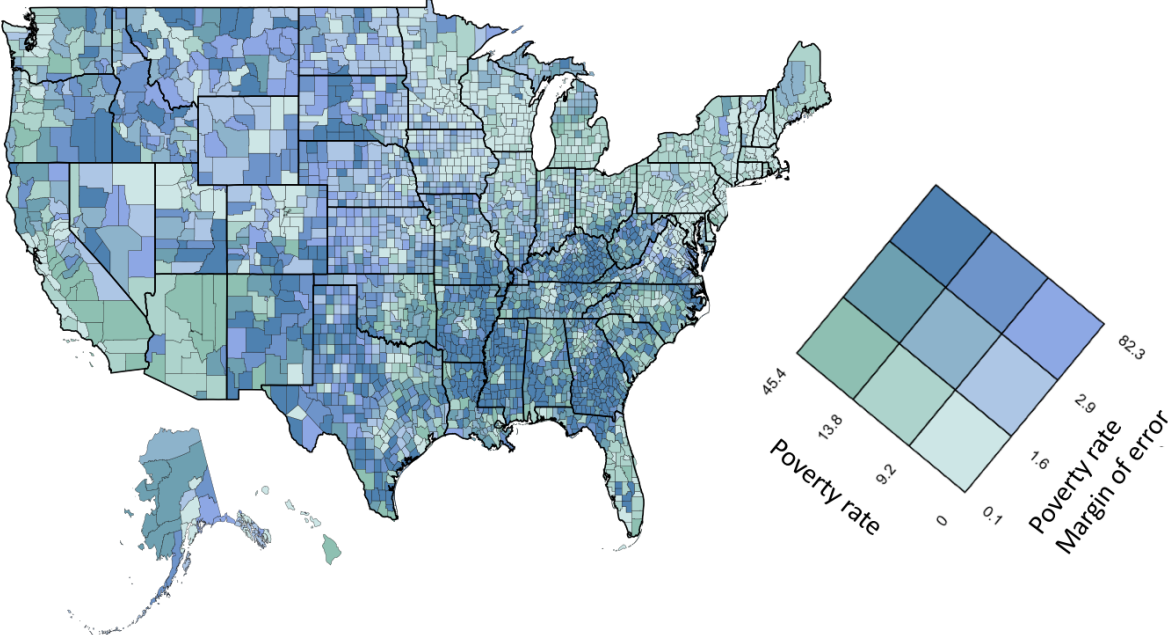 45.4
13.8
9.2
0
Poverty rate
0.1
1.6
2.9
82.3
Poverty rate
Margin of error